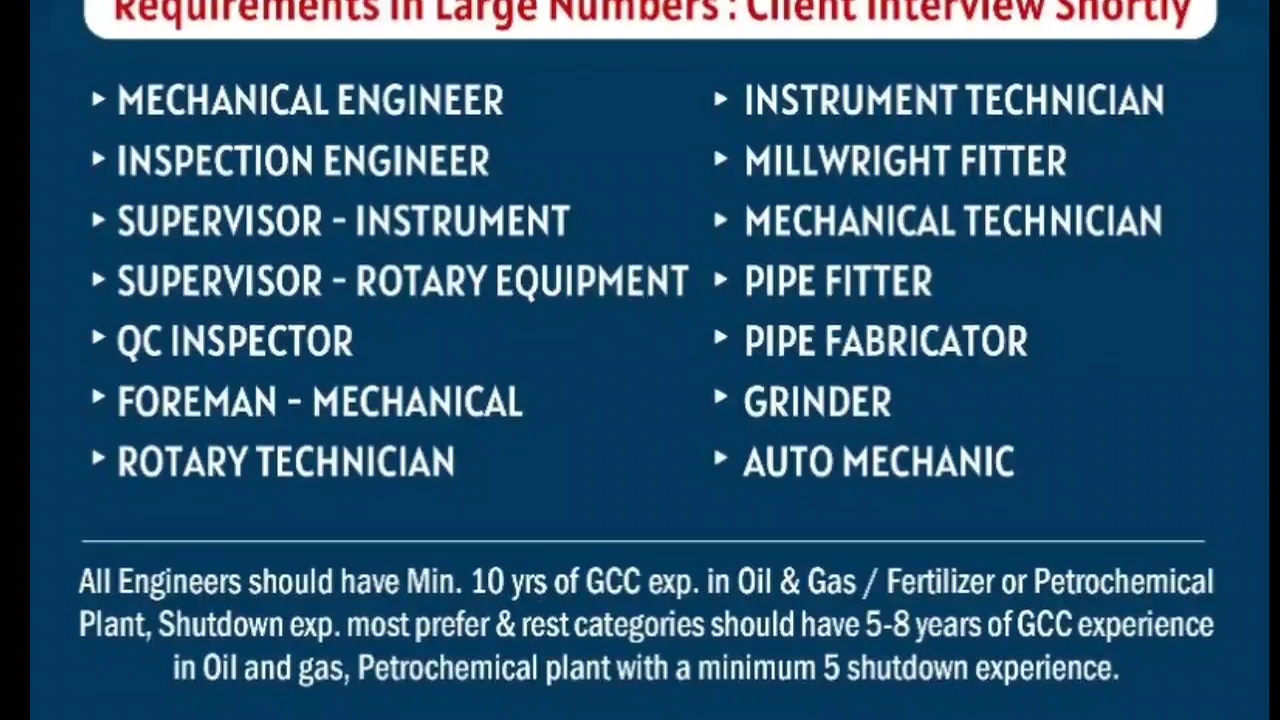 Requirements in Large Numbers : Client Interview Shortly
▸ MECHANICAL ENGINEER
▸ INSPECTION ENGINEER
▸ SUPERVISOR - INSTRUMENT
▸ SUPERVISOR - ROTARY EQUIPMENT
▸ QC INSPECTOR
▸ FOREMAN - MECHANICAL
▸ ROTARY TECHNICIAN
▸ INSTRUMENT TECHNICIAN
▸ MILLWRIGHT FITTER
▸ MECHANICAL TECHNICIAN
▸ PIPE FITTER
▸ PIPE FABRICATOR
▸ GRINDER
▸ AUTO MECHANIC
All Engineers should have Min. 10 yrs of GCC exp. in Oil & Gas / Fertilizer or Petrochemical
Plant, Shutdown exp. most prefer & rest categories should have 5-8 years of GCC experience
in Oil and gas, Petrochemical plant with a minimum 5 shutdown experience.